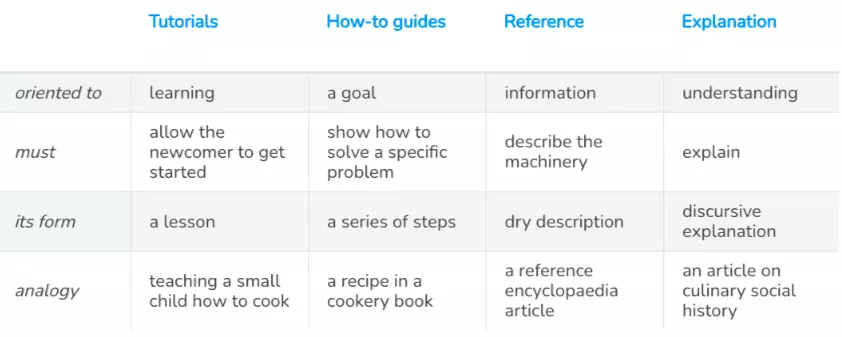 Tutorials How-to guides Reference Explanation
oriented to learning a goal information understanding
must
allow the
newcomer to get
started
show how to
solve a specific
problem
describe the
machinery
explain
its form a lesson a series of steps dry description
discursive
explanation
analogy
teaching a small
child how to cook
a recipe in a
cookery book
a reference
encyclopaedia
article
an article on
culinary social
history